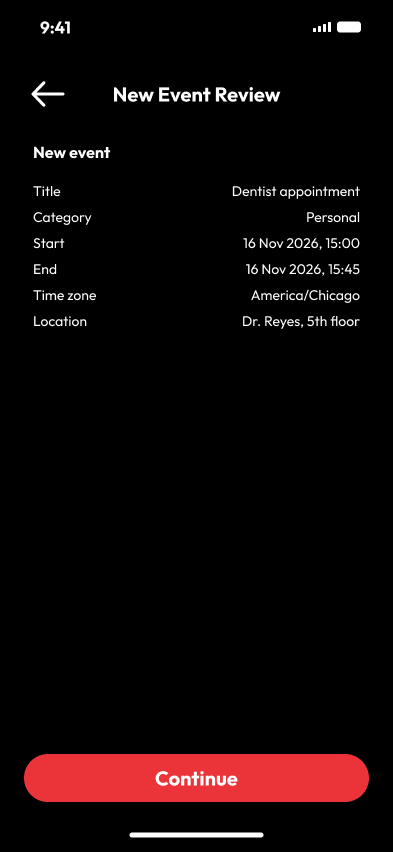 9:41
New Event Review
New event
Title Dentist appointment
Category Personal
Start 16 Nov 2026, 15:00
End 16 Nov 2026, 15:45
Time zone America/Chicago
Location Dr. Reyes, 5th floor
Continue